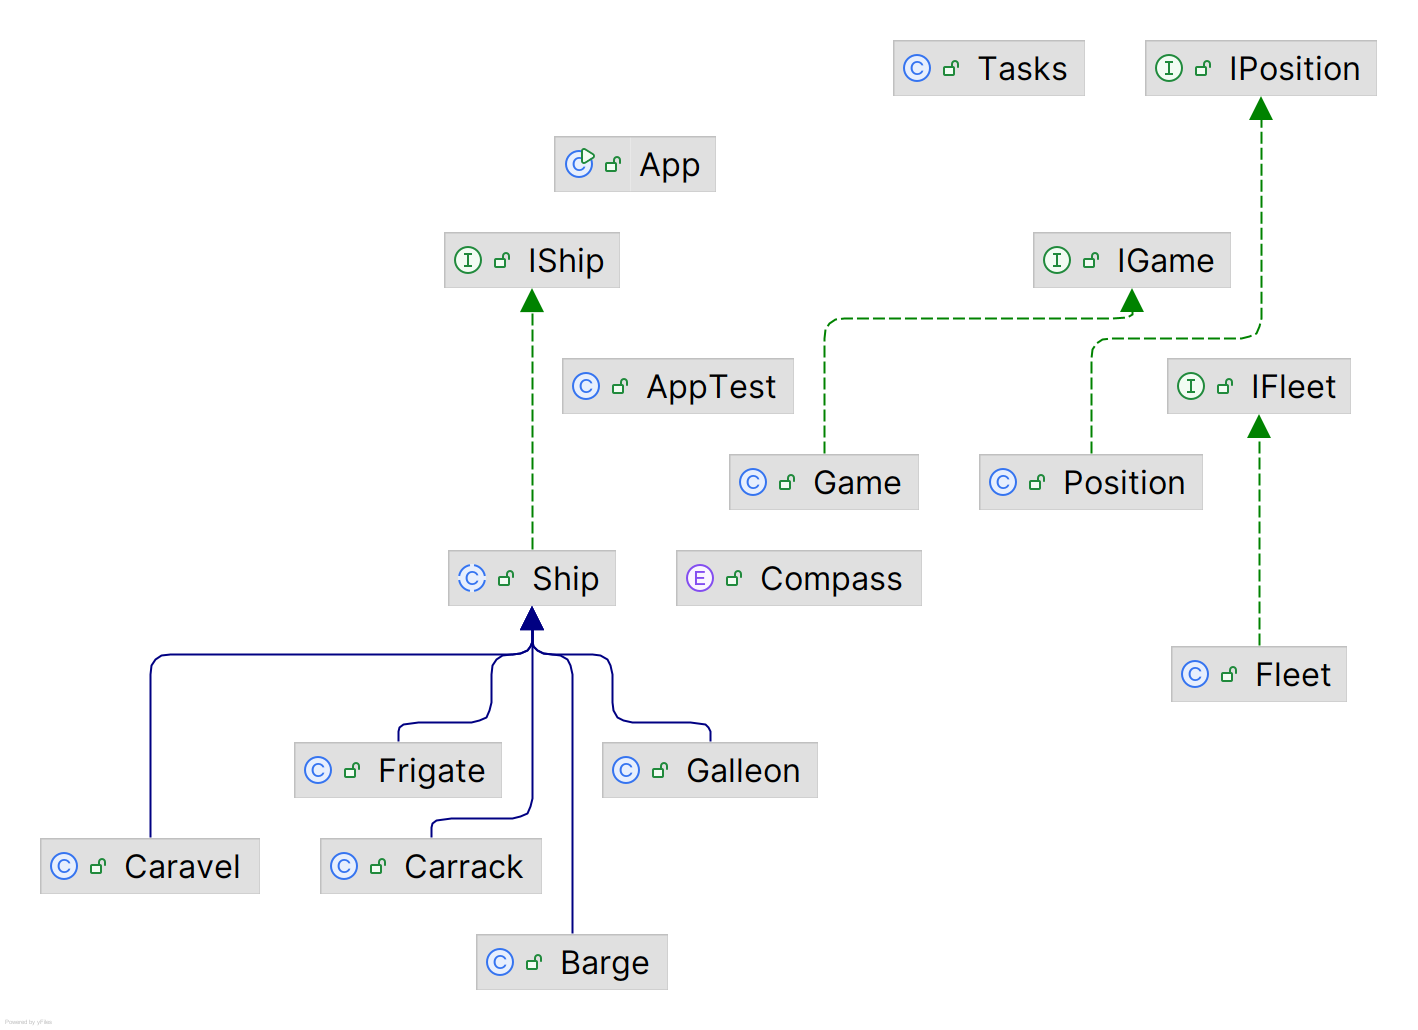 Tasks
IPosition
App
IShip
IGame
AppTest
IFleet
Game
Position
Ship
Compass
Fleet
Frigate
Galleon
Caravel
Carrack
Barge
Powered by yFiles